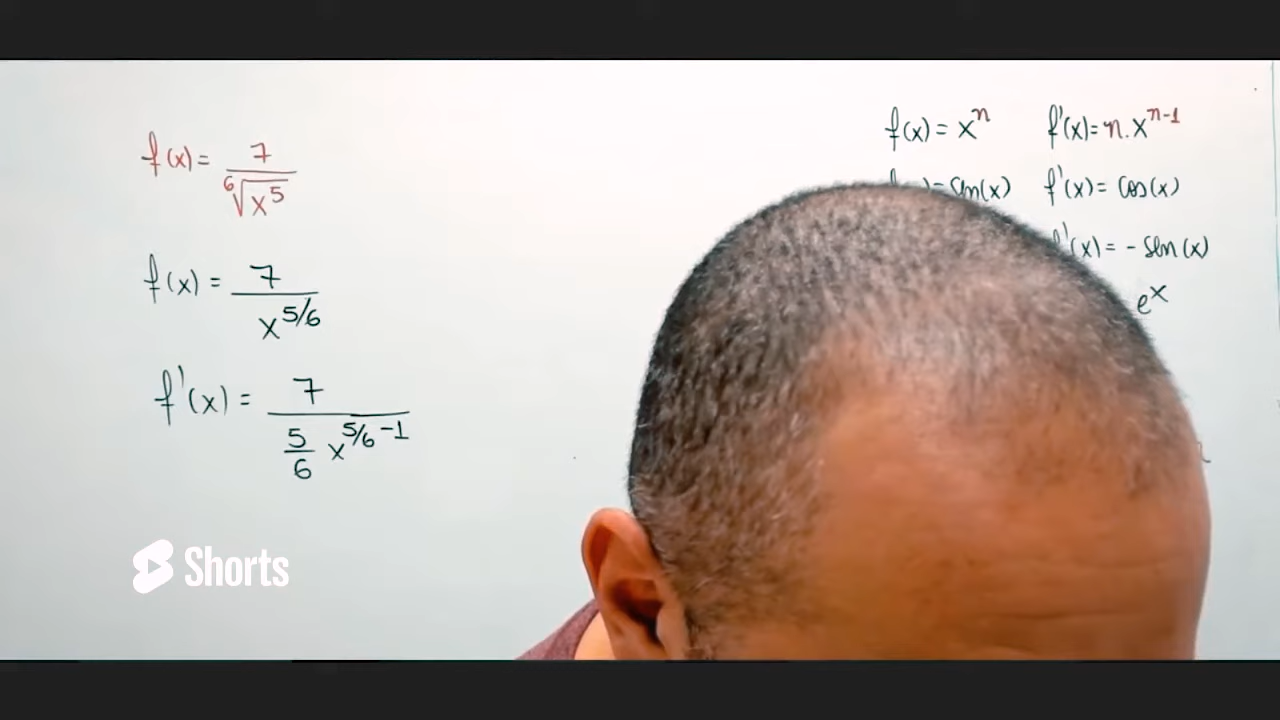 f(x) = 7 / ⁶√x⁵
f(x) = 7 / x^5/6
f'(x) = 7 / 5/6 x^5/6 -1
f(x) = xⁿ f'(x) = n.xⁿ⁻¹
= sen(x) f'(x) = cos(x)
f'(x) = - sen(x)
eˣ
Shorts